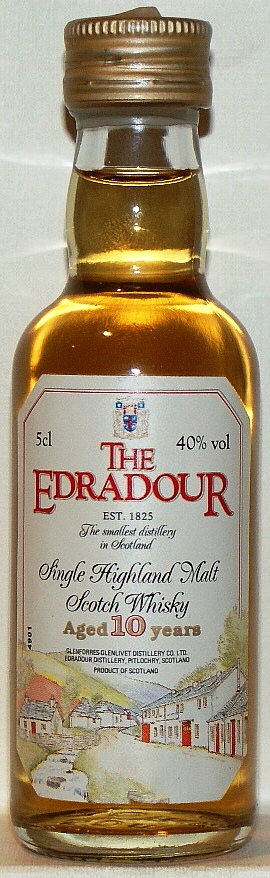 5cl
40% vol
THE
EDRADOUR
EST. 1825
The smallest distillery
in Scotland
Single Highland Malt
Scotch Whisky
Aged 10 years
GLENFORRES-GLENLIVET DISTILLERY CO. LTD.
EDRADOUR DISTILLERY, PITLOCHRY, SCOTLAND
PRODUCT OF SCOTLAND
4901